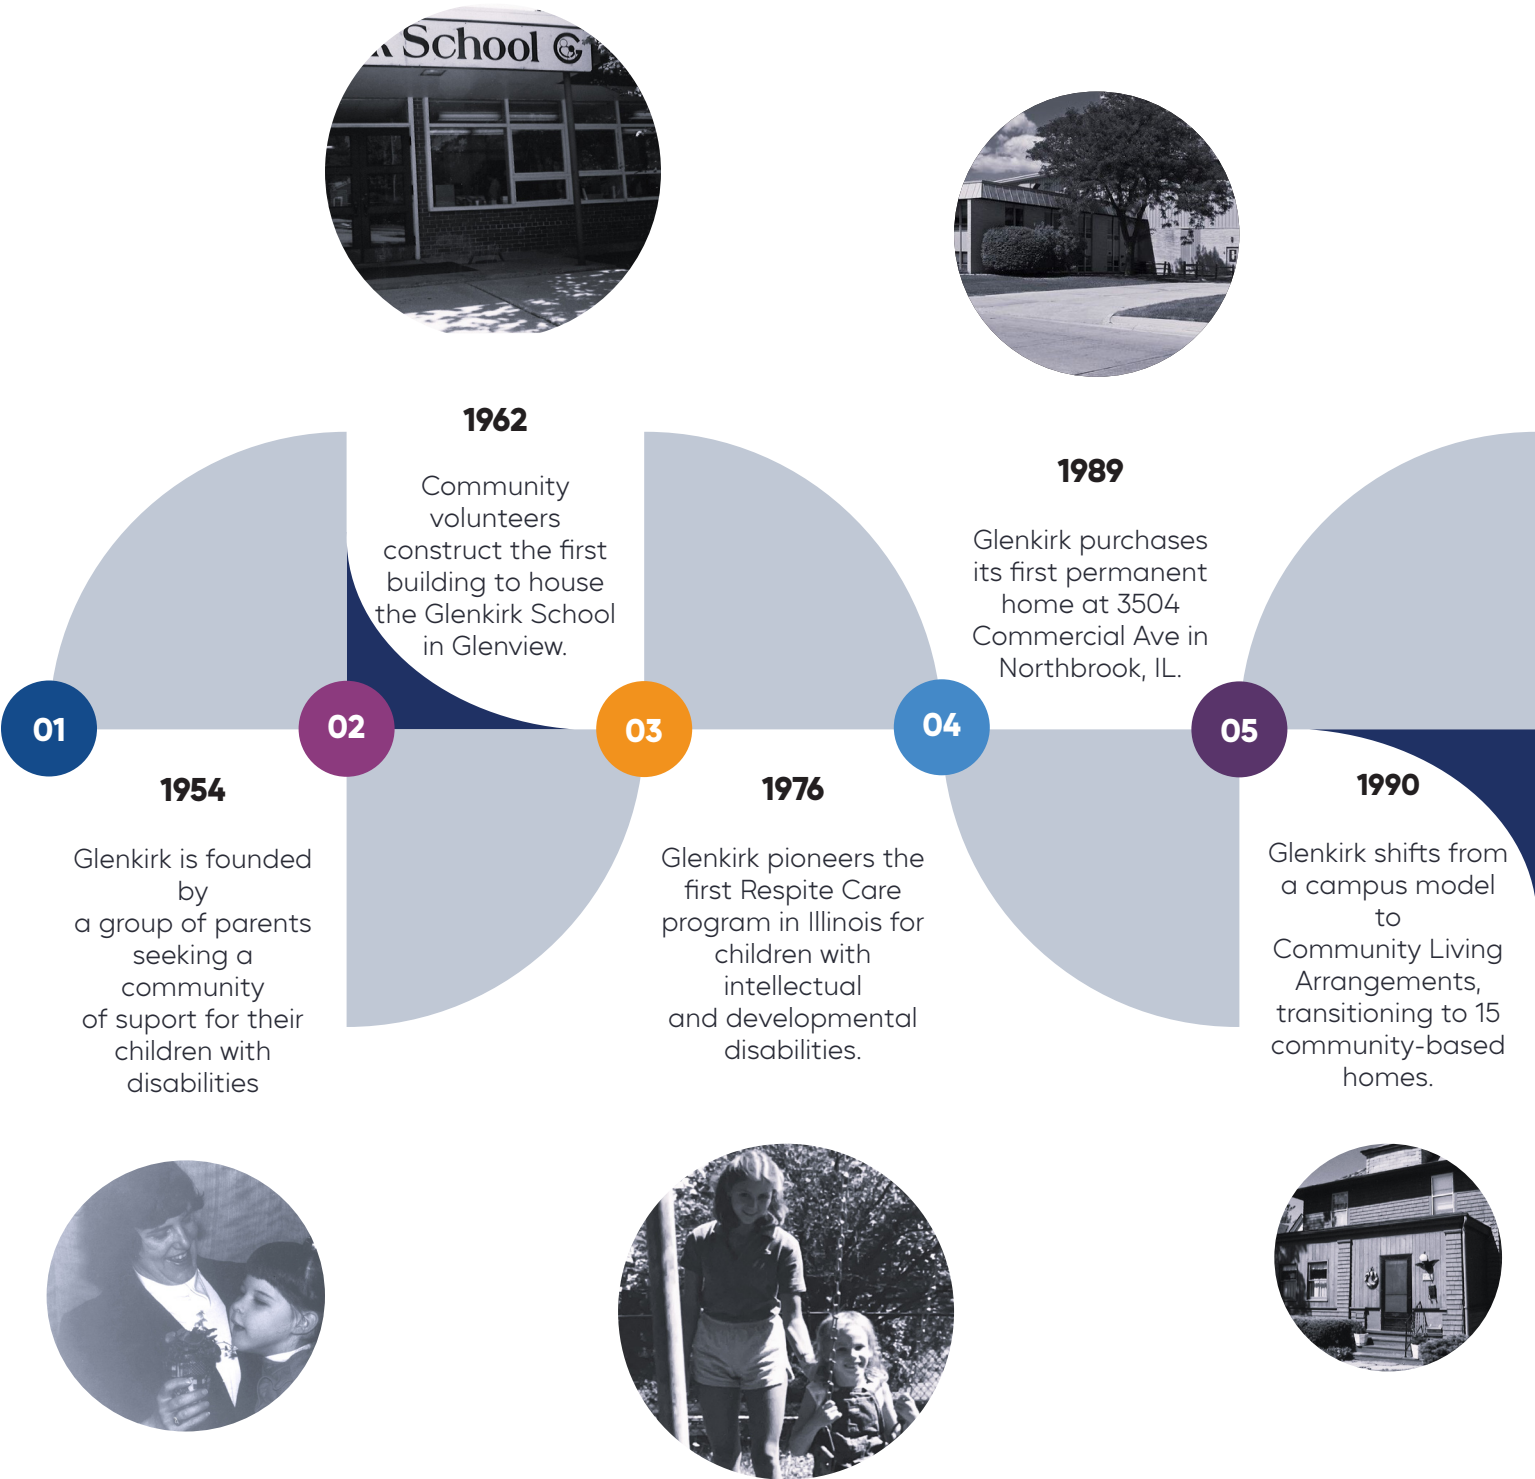 School G
1962
Community
volunteers
construct the first
building to house
the Glenkirk School
in Glenview.
1989
Glenkirk purchases
its first permanent
home at 3504
Commercial Ave in
Northbrook, IL.
01
02
03
04
05
1954
Glenkirk is founded
by
a group of parents
seeking a
community
of suport for their
children with
disabilities
1976
Glenkirk pioneers the
first Respite Care
program in Illinois for
children with
intellectual
and developmental
disabilities.
1990
Glenkirk shifts from
a campus model
to
Community Living
Arrangements,
transitioning to 15
community-based
homes.